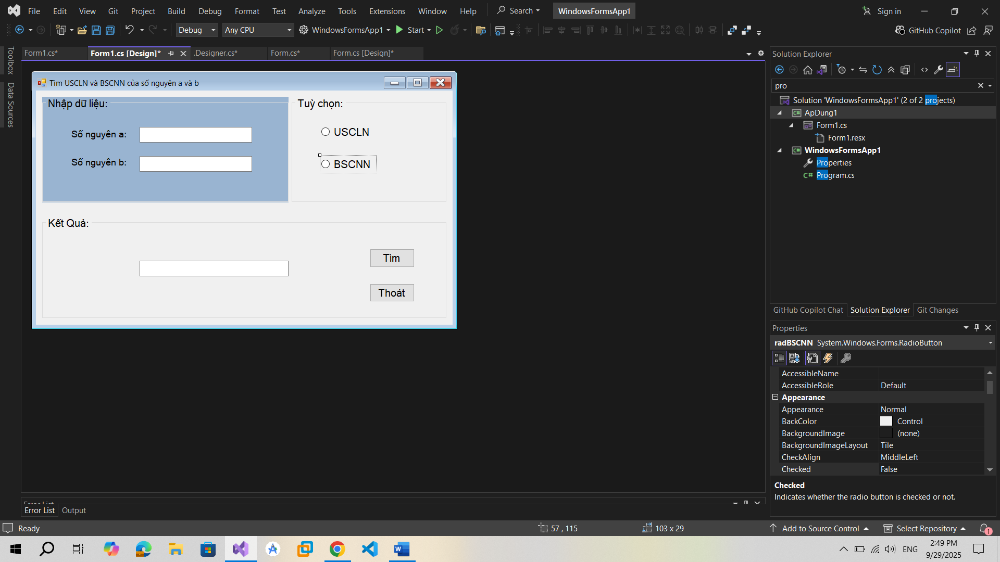 File Edit View Git Project Build Debug Format Test Analyze Tools Extensions Window Help Search WindowsFormsApp1 Sign in
Debug Any CPU WindowsFormsApp1 Start GitHub Copilot
Form1.cs* Form1.cs [Design]* .Designer.cs* Form.cs* Form.cs [Design]*
Toolbox
Data Sources
Tìm USCLN và BSCNN của số nguyên a và b
Nhập dữ liệu:
Số nguyên a:
Số nguyên b:
Tuỳ chọn:
USCLN
BSCNN
Kết Quả:
Tìm
Thoát
Solution Explorer
pro
Solution 'WindowsFormsApp1' (2 of 2 projects)
ApDung1
Form1.cs
Form1.resx
WindowsFormsApp1
Properties
Program.cs
GitHub Copilot Chat Solution Explorer Git Changes
Properties
radBSCNN System.Windows.Forms.RadioButton
AccessibleName
AccessibleRole Default
Appearance
Appearance Normal
BackColor Control
BackgroundImage (none)
BackgroundImageLayout Tile
CheckAlign MiddleLeft
Checked False
Checked
Indicates whether the radio button is checked or not.
Error List
Error List Output
Ready 57 , 115 103 x 29 Add to Source Control Select Repository 1
ENG 2:49 PM
9/29/2025